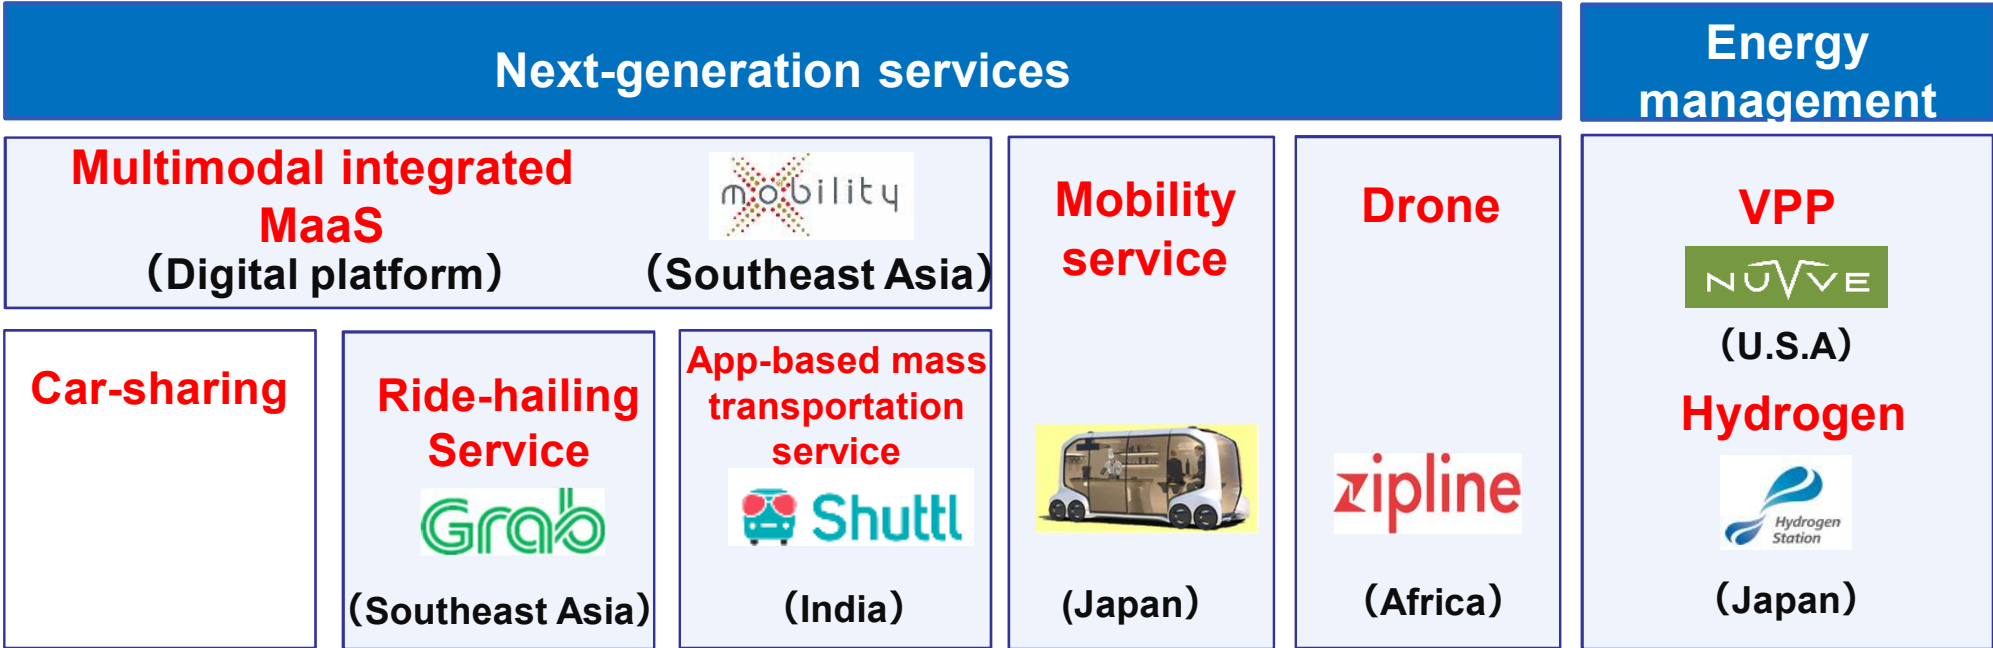 Next-generation services
Energy
management
Multimodal integrated
MaaS
（Digital platform）
mobility
（Southeast Asia）
Car-sharing
Ride-hailing
Service
Grab
（Southeast Asia）
App-based mass
transportation
service
Shuttl
（India）
Mobility
service
(Japan）
Drone
zipline
（Africa）
VPP
NUVVE
（U.S.A）
Hydrogen
Hydrogen
Station
（Japan）